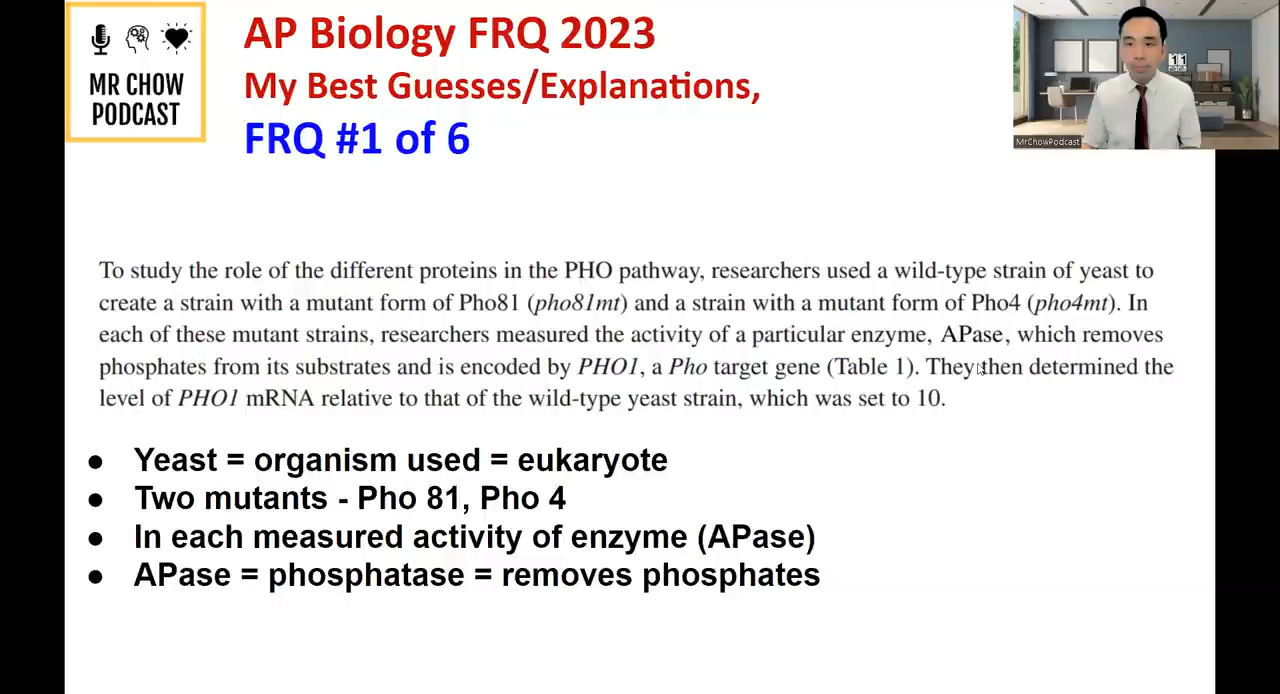 MR CHOW
PODCAST
AP Biology FRQ 2023
My Best Guesses/Explanations,
FRQ #1 of 6
11
MrChowPodcast
To study the role of the different proteins in the PHO pathway, researchers used a wild-type strain of yeast to
create a strain with a mutant form of Pho81 (pho81mt) and a strain with a mutant form of Pho4 (pho4mt). In
each of these mutant strains, researchers measured the activity of a particular enzyme, APase, which removes
phosphates from its substrates and is encoded by PHO1, a Pho target gene (Table 1). They then determined the
level of PHO1 mRNA relative to that of the wild-type yeast strain, which was set to 10.
● Yeast = organism used = eukaryote
● Two mutants - Pho 81, Pho 4
● In each measured activity of enzyme (APase)
● APase = phosphatase = removes phosphates